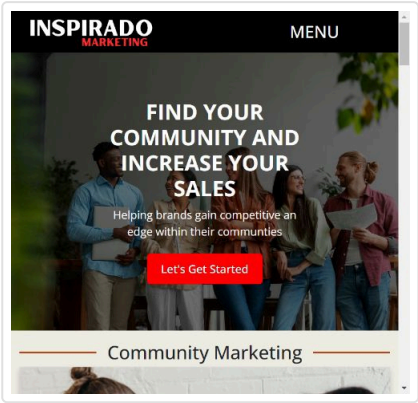 INSPIRADO
MARKETING
MENU
FIND YOUR
COMMUNITY AND
INCREASE YOUR
SALES
Helping brands gain competitive an
edge within their communties
Let's Get Started
Community Marketing